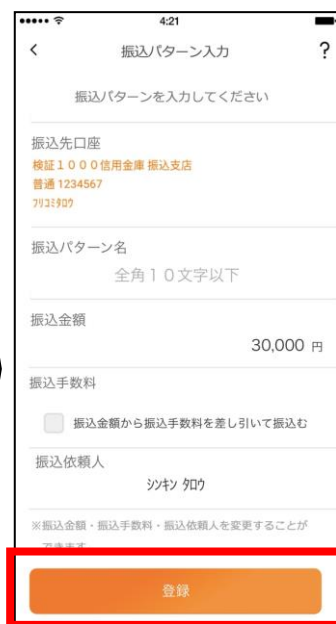 4:21
振込パターン入力
?
振込パターンを入力してください
振込先口座
検証１０００信用金庫 振込支店
普通 1234567
ﾌﾘｺﾐﾀﾛｳ
振込パターン名
全角１０文字以下
振込金額
30,000 円
振込手数料
振込金額から振込手数料を差し引いて振込む
振込依頼人
ｼﾝｷﾝ ﾀﾛｳ
※振込金額・振込手数料・振込依頼人を変更することが
できます
登録